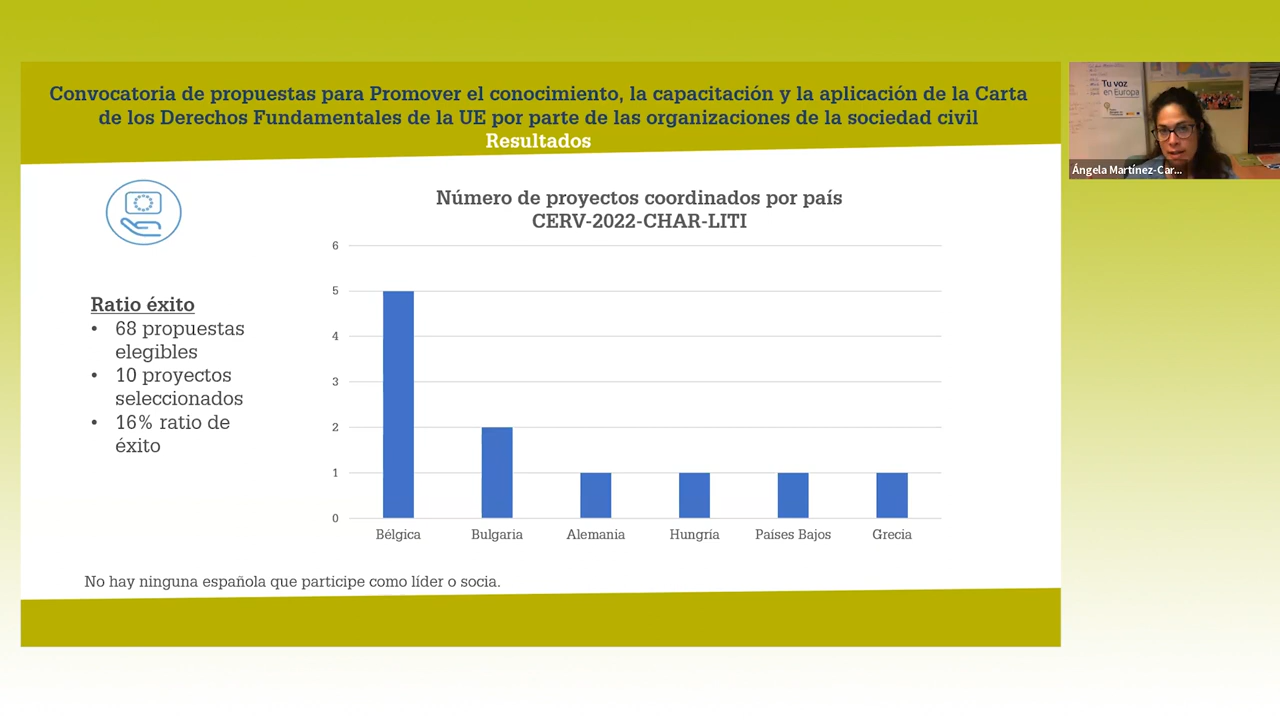 Convocatoria de propuestas para Promover el conocimiento, la capacitación y la aplicación de la Carta
de los Derechos Fundamentales de la UE por parte de las organizaciones de la sociedad civil
Resultados
Tu voz
en Europa
Ángela Martínez-Car...
Número de proyectos coordinados por país
CERV-2022-CHAR-LITI
Ratio éxito
• 68 propuestas
elegibles
• 10 proyectos
seleccionados
• 16% ratio de
éxito
6
5
4
3
2
1
0
Bélgica Bulgaria Alemania Hungría Países Bajos Grecia
No hay ninguna española que participe como líder o socia.